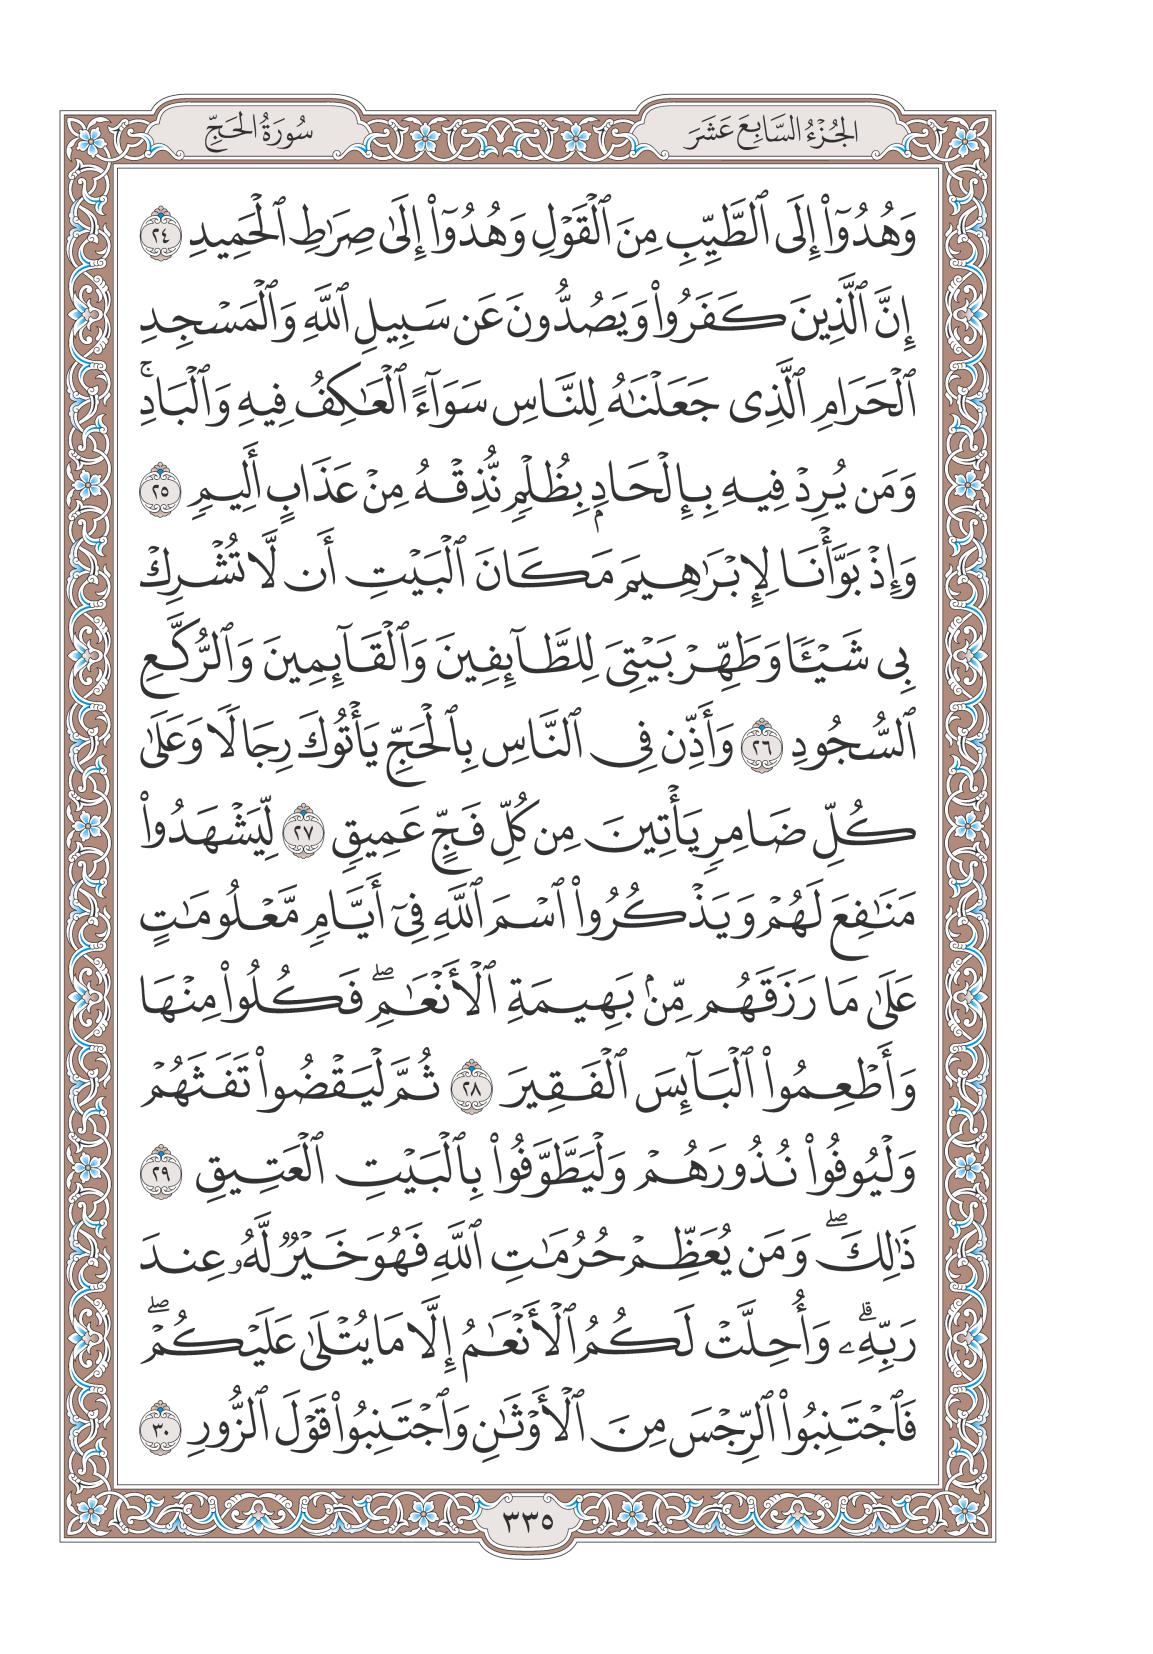 الجُزْءُ السَّابِعَ عَشَرَ
سُورَةُ الحَجِّ
وَهُدُوٓاْ إِلَى ٱلطَّيِّبِ مِنَ ٱلْقَوْلِ وَهُدُوٓاْ إِلَىٰ صِرَٰطِ ٱلْحَمِيدِ ٢٤
إِنَّ ٱلَّذِينَ كَفَرُواْ وَيَصُدُّونَ عَن سَبِيلِ ٱللَّهِ وَٱلْمَسْجِدِ
ٱلْحَرَامِ ٱلَّذِى جَعَلْنَٰهُ لِلنَّاسِ سَوَآءً ٱلْعَٰكِفُ فِيهِ وَٱلْبَادِۚ
وَمَن يُرِدْ فِيهِ بِإِلْحَادِۭ بِظُلْمٍ نُّذِقْهُ مِنْ عَذَابٍ أَلِيمٍ ٢٥
وَإِذْ بَوَّأْنَا لِإِبْرَٰهِيمَ مَكَانَ ٱلْبَيْتِ أَن لَّا تُشْرِكْ
بِى شَيْـًٔا وَطَهِّرْ بَيْتِىَ لِلطَّآئِفِينَ وَٱلْقَآئِمِينَ وَٱلرُّكَّعِ
ٱلسُّجُودِ ٢٦ وَأَذِّن فِى ٱلنَّاسِ بِٱلْحَجِّ يَأْتُوكَ رِجَالًا وَعَلَىٰ
كُلِّ ضَامِرٍ يَأْتِينَ مِن كُلِّ فَجٍّ عَمِيقٍ ٢٧ لِّيَشْهَدُواْ
مَنَٰفِعَ لَهُمْ وَيَذْكُرُواْ ٱسْمَ ٱللَّهِ فِىٓ أَيَّامٍ مَّعْلُومَٰتٍ
عَلَىٰ مَا رَزَقَهُم مِّنۢ بَهِيمَةِ ٱلْأَنْعَٰمِۖ فَكُلُواْ مِنْهَا
وَأَطْعِمُواْ ٱلْبَآئِسَ ٱلْفَقِيرَ ٢٨ ثُمَّ لْيَقْضُواْ تَفَثَهُمْ
وَلْيُوفُواْ نُذُورَهُمْ وَلْيَطَّوَّفُواْ بِٱلْبَيْتِ ٱلْعَتِيقِ ٢٩
ذَٰلِكَۖ وَمَن يُعَظِّمْ حُرُمَٰتِ ٱللَّهِ فَهُوَ خَيْرٌ لَّهُۥ عِندَ
رَبِّهِۦۗ وَأُحِلَّتْ لَكُمُ ٱلْأَنْعَٰمُ إِلَّا مَا يُتْلَىٰ عَلَيْكُمْۖ
فَٱجْتَنِبُواْ ٱلرِّجْسَ مِنَ ٱلْأَوْثَٰنِ وَٱجْتَنِبُواْ قَوْلَ ٱلزُّورِ ٣٠
٣٣٥